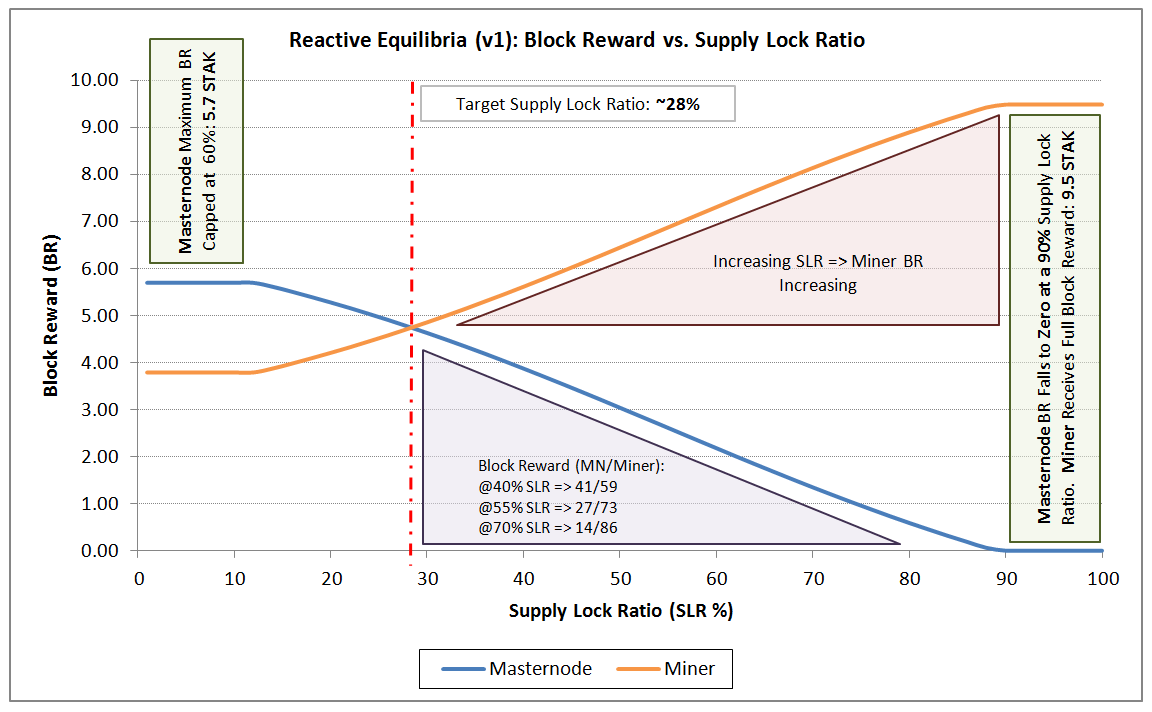 Reactive Equilibria (v1): Block Reward vs. Supply Lock Ratio
Masternode Maximum BR
Capped at 60%: 5.7 STAK
Target Supply Lock Ratio: ~28%
Block Reward (BR)
10.00
9.00
8.00
7.00
6.00
5.00
4.00
3.00
2.00
1.00
0.00
Increasing SLR => Miner BR
Increasing
Block Reward (MN/Miner):
@40% SLR => 41/59
@55% SLR => 27/73
@70% SLR => 14/86
Masternode BR Falls to Zero at a 90% Supply Lock
Ratio. Miner Receives Full Block Reward: 9.5 STAK
0 10 20 30 40 50 60 70 80 90 100
Supply Lock Ratio (SLR %)
Masternode Miner